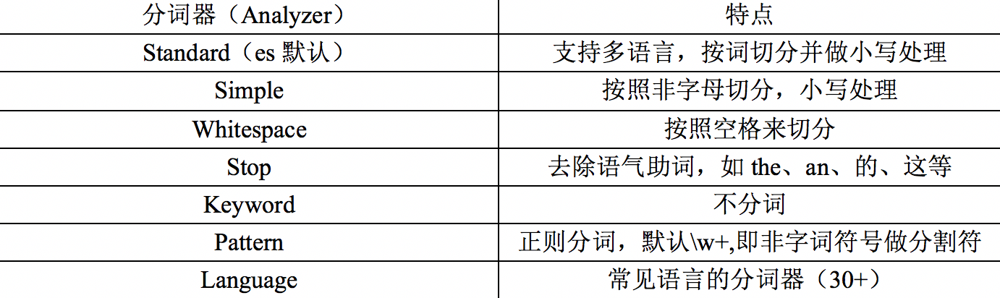 分词器（Analyzer） 特点
Standard（es 默认） 支持多语言，按词切分并做小写处理
Simple 按照非字母切分，小写处理
Whitespace 按照空格来切分
Stop 去除语气助词，如 the、an、的、这等
Keyword 不分词
Pattern 正则分词，默认\w+,即非字词符号做分割符
Language 常见语言的分词器（30+）